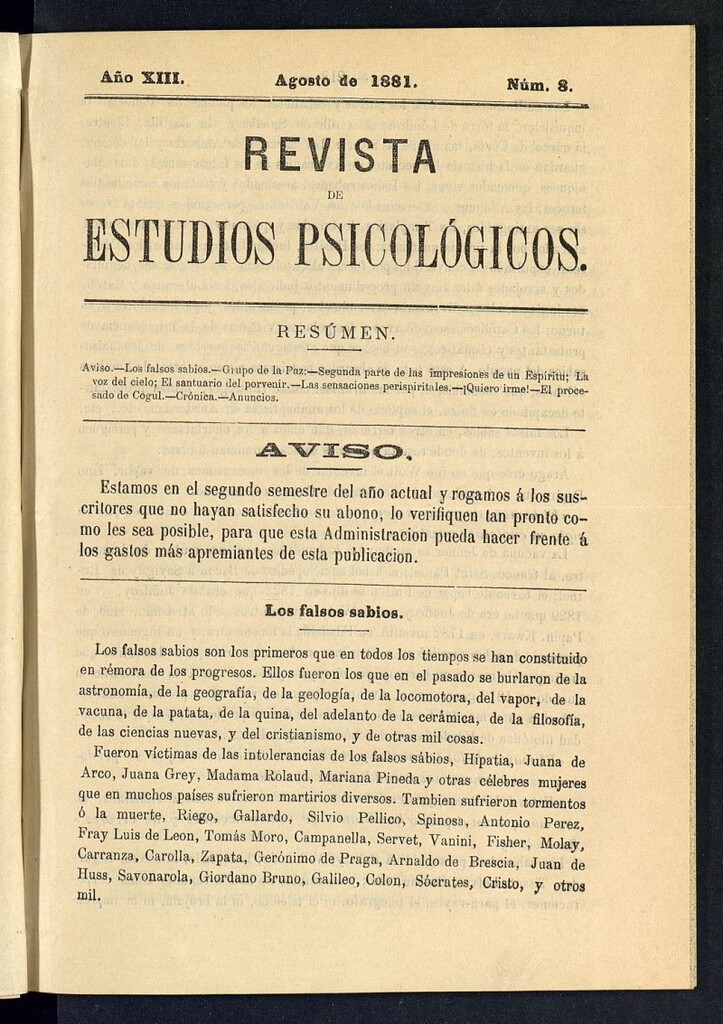 Año XIII. Agosto de 1881. Núm. 8.
REVISTA
DE
ESTUDIOS PSICOLÓGICOS.
RESÚMEN.
Aviso.—Los falsos sabios.—Grupo de la Paz:—Segunda parte de las impresiones de un Espíritu; La
voz del cielo; El santuario del porvenir.—Las sensaciones perispiritales.—¡Quiero irme!—El proce-
sado de Cogul.—Crónica.—Anuncios.
AVISO.
Estamos en el segundo semestre del año actual y rogamos á los sus-
critores que no hayan satisfecho su abono, lo verifiquen tan pronto co-
mo les sea posible, para que esta Administracion pueda hacer frente á
los gastos más apremiantes de esta publicacion.
Los falsos sabios.
Los falsos sabios son los primeros que en todos los tiempos se han constituido
en rémora de los progresos. Ellos fueron los que en el pasado se burlaron de la
astronomía, de la geografía, de la geología, de la locomotora, del vapor, de la
vacuna, de la patata, de la quina, del adelanto de la cerámica, de la filosofía,
de las ciencias nuevas, y del cristianismo, y de otras mil cosas.
Fueron víctimas de las intolerancias de los falsos sábios, Hipatia, Juana de
Arco, Juana Grey, Madama Rolaud, Mariana Pineda y otras célebres mujeres
que en muchos países sufrieron martirios diversos. Tambien sufrieron tormentos
ó la muerte, Riego, Gallardo, Silvio Pellico, Spinosa, Antonio Perez,
Fray Luis de Leon, Tomás Moro, Campanella, Servet, Vanini, Fisher, Molay,
Carranza, Carolla, Zapata, Gerónimo de Praga, Arnaldo de Brescia, Juan de
Huss, Savonarola, Giordano Bruno, Galileo, Colon, Sócrates, Cristo, y otros
mil.